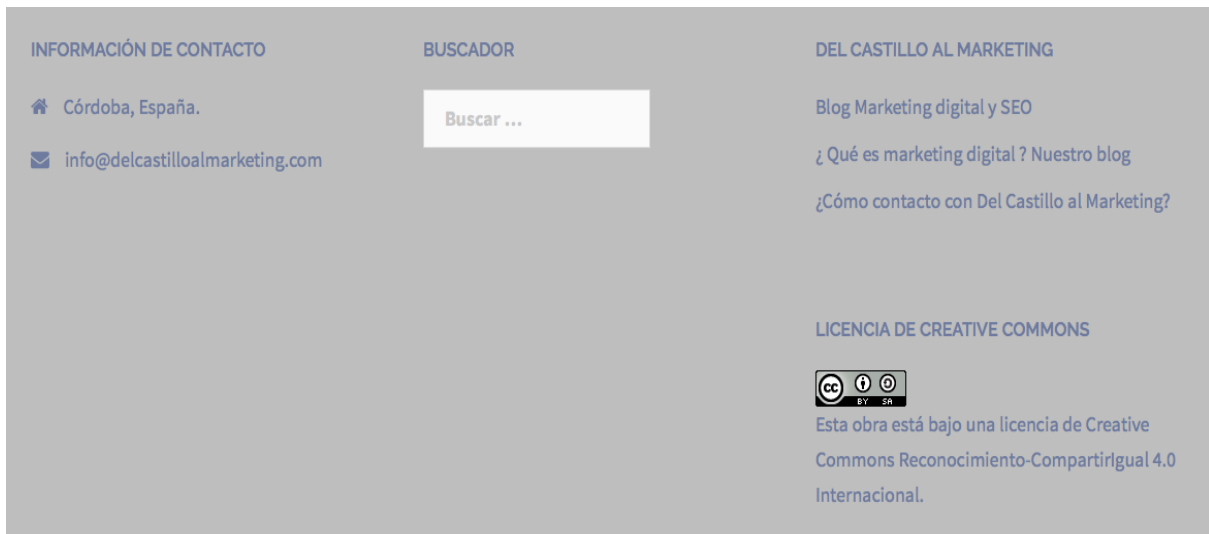 INFORMACIÓN DE CONTACTO
Córdoba, España.
info@delcastilloalmarketing.com
BUSCADOR
Buscar ...
DEL CASTILLO AL MARKETING
Blog Marketing digital y SEO
¿ Qué es marketing digital ? Nuestro blog
¿Cómo contacto con Del Castillo al Marketing?
LICENCIA DE CREATIVE COMMONS
cc BY SA
Esta obra está bajo una licencia de Creative
Commons Reconocimiento-CompartirIgual 4.0
Internacional.